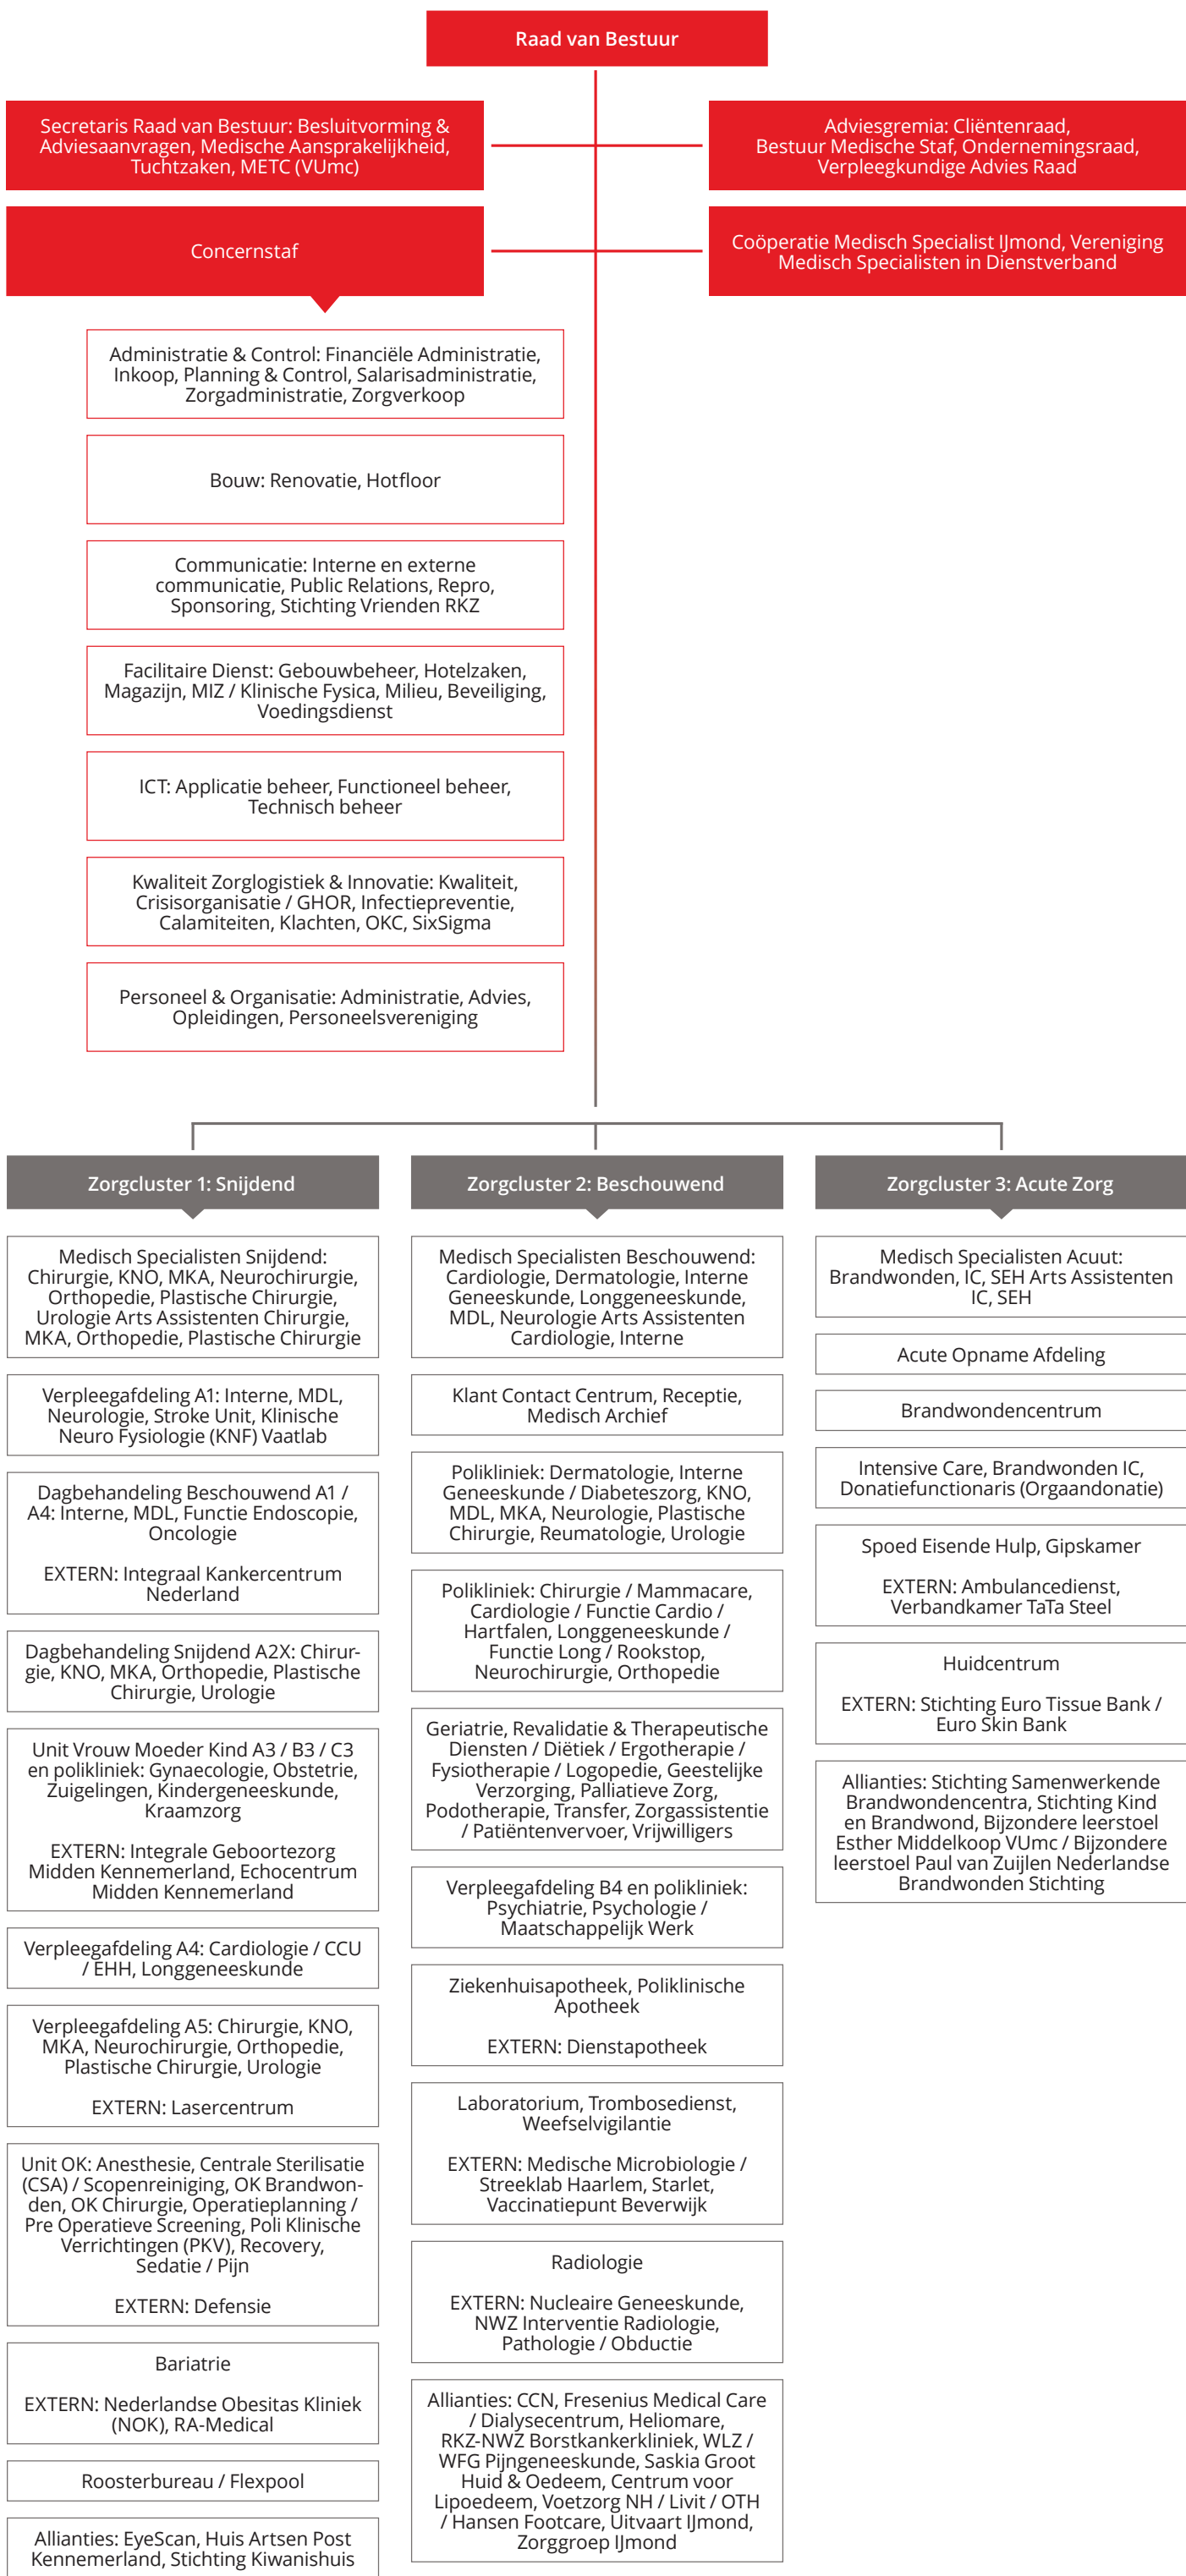 Raad van Bestuur
Secretaris Raad van Bestuur: Besluitvorming &
Adviesaanvragen, Medische Aansprakelijkheid,
Tuchtzaken, METC (VUmc)
Adviesgremia: Cliëntenraad,
Bestuur Medische Staf, Ondernemingsraad,
Verpleegkundige Advies Raad
Concernstaf
Coöperatie Medisch Specialist IJmond, Vereniging
Medisch Specialisten in Dienstverband
Administratie & Control: Financiële Administratie,
Inkoop, Planning & Control, Salarisadministratie,
Zorgadministratie, Zorgverkoop
Bouw: Renovatie, Hotfloor
Communicatie: Interne en externe
communicatie, Public Relations, Repro,
Sponsoring, Stichting Vrienden RKZ
Facilitaire Dienst: Gebouwbeheer, Hotelzaken,
Magazijn, MIZ / Klinische Fysica, Milieu, Beveiliging,
Voedingsdienst
ICT: Applicatie beheer, Functioneel beheer,
Technisch beheer
Kwaliteit Zorglogistiek & Innovatie: Kwaliteit,
Crisisorganisatie / GHOR, Infectiepreventie,
Calamiteiten, Klachten, OKC, SixSigma
Personeel & Organisatie: Administratie, Advies,
Opleidingen, Personeelsvereniging
Zorgcluster 1: Snijdend
Medisch Specialisten Snijdend:
Chirurgie, KNO, MKA, Neurochirurgie,
Orthopedie, Plastische Chirurgie,
Urologie Arts Assistenten Chirurgie,
MKA, Orthopedie, Plastische Chirurgie
Verpleegafdeling A1: Interne, MDL,
Neurologie, Stroke Unit, Klinische
Neuro Fysiologie (KNF) Vaatlab
Dagbehandeling Beschouwend A1 /
A4: Interne, MDL, Functie Endoscopie,
Oncologie
EXTERN: Integraal Kankercentrum
Nederland
Dagbehandeling Snijdend A2X: Chirur-
gie, KNO, MKA, Orthopedie, Plastische
Chirurgie, Urologie
Unit Vrouw Moeder Kind A3 / B3 / C3
en polikliniek: Gynaecologie, Obstetrie,
Zuigelingen, Kindergeneeskunde,
Kraamzorg
EXTERN: Integrale Geboortezorg
Midden Kennemerland, Echocentrum
Midden Kennemerland
Verpleegafdeling A4: Cardiologie / CCU
/ EHH, Longgeneeskunde
Verpleegafdeling A5: Chirurgie, KNO,
MKA, Neurochirurgie, Orthopedie,
Plastische Chirurgie, Urologie
EXTERN: Lasercentrum
Unit OK: Anesthesie, Centrale Sterilisatie
(CSA) / Scopenreiniging, OK Brandwon-
den, OK Chirurgie, Operatieplanning /
Pre Operatieve Screening, Poli Klinische
Verrichtingen (PKV), Recovery,
Sedatie / Pijn
EXTERN: Defensie
Bariatrie
EXTERN: Nederlandse Obesitas Kliniek
(NOK), RA-Medical
Roosterbureau / Flexpool
Allianties: EyeScan, Huis Artsen Post
Kennemerland, Stichting Kiwanishuis
Zorgcluster 2: Beschouwend
Medisch Specialisten Beschouwend:
Cardiologie, Dermatologie, Interne
Geneeskunde, Longgeneeskunde,
MDL, Neurologie Arts Assistenten
Cardiologie, Interne
Klant Contact Centrum, Receptie,
Medisch Archief
Polikliniek: Dermatologie, Interne
Geneeskunde / Diabeteszorg, KNO,
MDL, MKA, Neurologie, Plastische
Chirurgie, Reumatologie, Urologie
Polikliniek: Chirurgie / Mammacare,
Cardiologie / Functie Cardio /
Hartfalen, Longgeneeskunde /
Functie Long / Rookstop,
Neurochirurgie, Orthopedie
Geriatrie, Revalidatie & Therapeutische
Diensten / Diëtiek / Ergotherapie /
Fysiotherapie / Logopedie, Geestelijke
Verzorging, Palliatieve Zorg,
Podotherapie, Transfer, Zorgassistentie
/ Patiëntenvervoer, Vrijwilligers
Verpleegafdeling B4 en polikliniek:
Psychiatrie, Psychologie /
Maatschappelijk Werk
Ziekenhuisapotheek, Poliklinische
Apotheek
EXTERN: Dienstapotheek
Laboratorium, Trombosedienst,
Weefselvigilantie
EXTERN: Medische Microbiologie /
Streeklab Haarlem, Starlet,
Vaccinatiepunt Beverwijk
Radiologie
EXTERN: Nucleaire Geneeskunde,
NWZ Interventie Radiologie,
Pathologie / Obductie
Allianties: CCN, Fresenius Medical Care
/ Dialysecentrum, Heliomare,
RKZ-NWZ Borstkankerkliniek, WLZ /
WFG Pijngeneeskunde, Saskia Groot
Huid & Oedeem, Centrum voor
Lipoedeem, Voetzorg NH / Livit / OTH
/ Hansen Footcare, Uitvaart IJmond,
Zorggroep IJmond
Zorgcluster 3: Acute Zorg
Medisch Specialisten Acuut:
Brandwonden, IC, SEH Arts Assistenten
IC, SEH
Acute Opname Afdeling
Brandwondencentrum
Intensive Care, Brandwonden IC,
Donatiefunctionaris (Orgaandonatie)
Spoed Eisende Hulp, Gipskamer
EXTERN: Ambulancedienst,
Verbandkamer TaTa Steel
Huidcentrum
EXTERN: Stichting Euro Tissue Bank /
Euro Skin Bank
Allianties: Stichting Samenwerkende
Brandwondencentra, Stichting Kind
en Brandwond, Bijzondere leerstoel
Esther Middelkoop VUmc / Bijzondere
leerstoel Paul van Zuijlen Nederlandse
Brandwonden Stichting